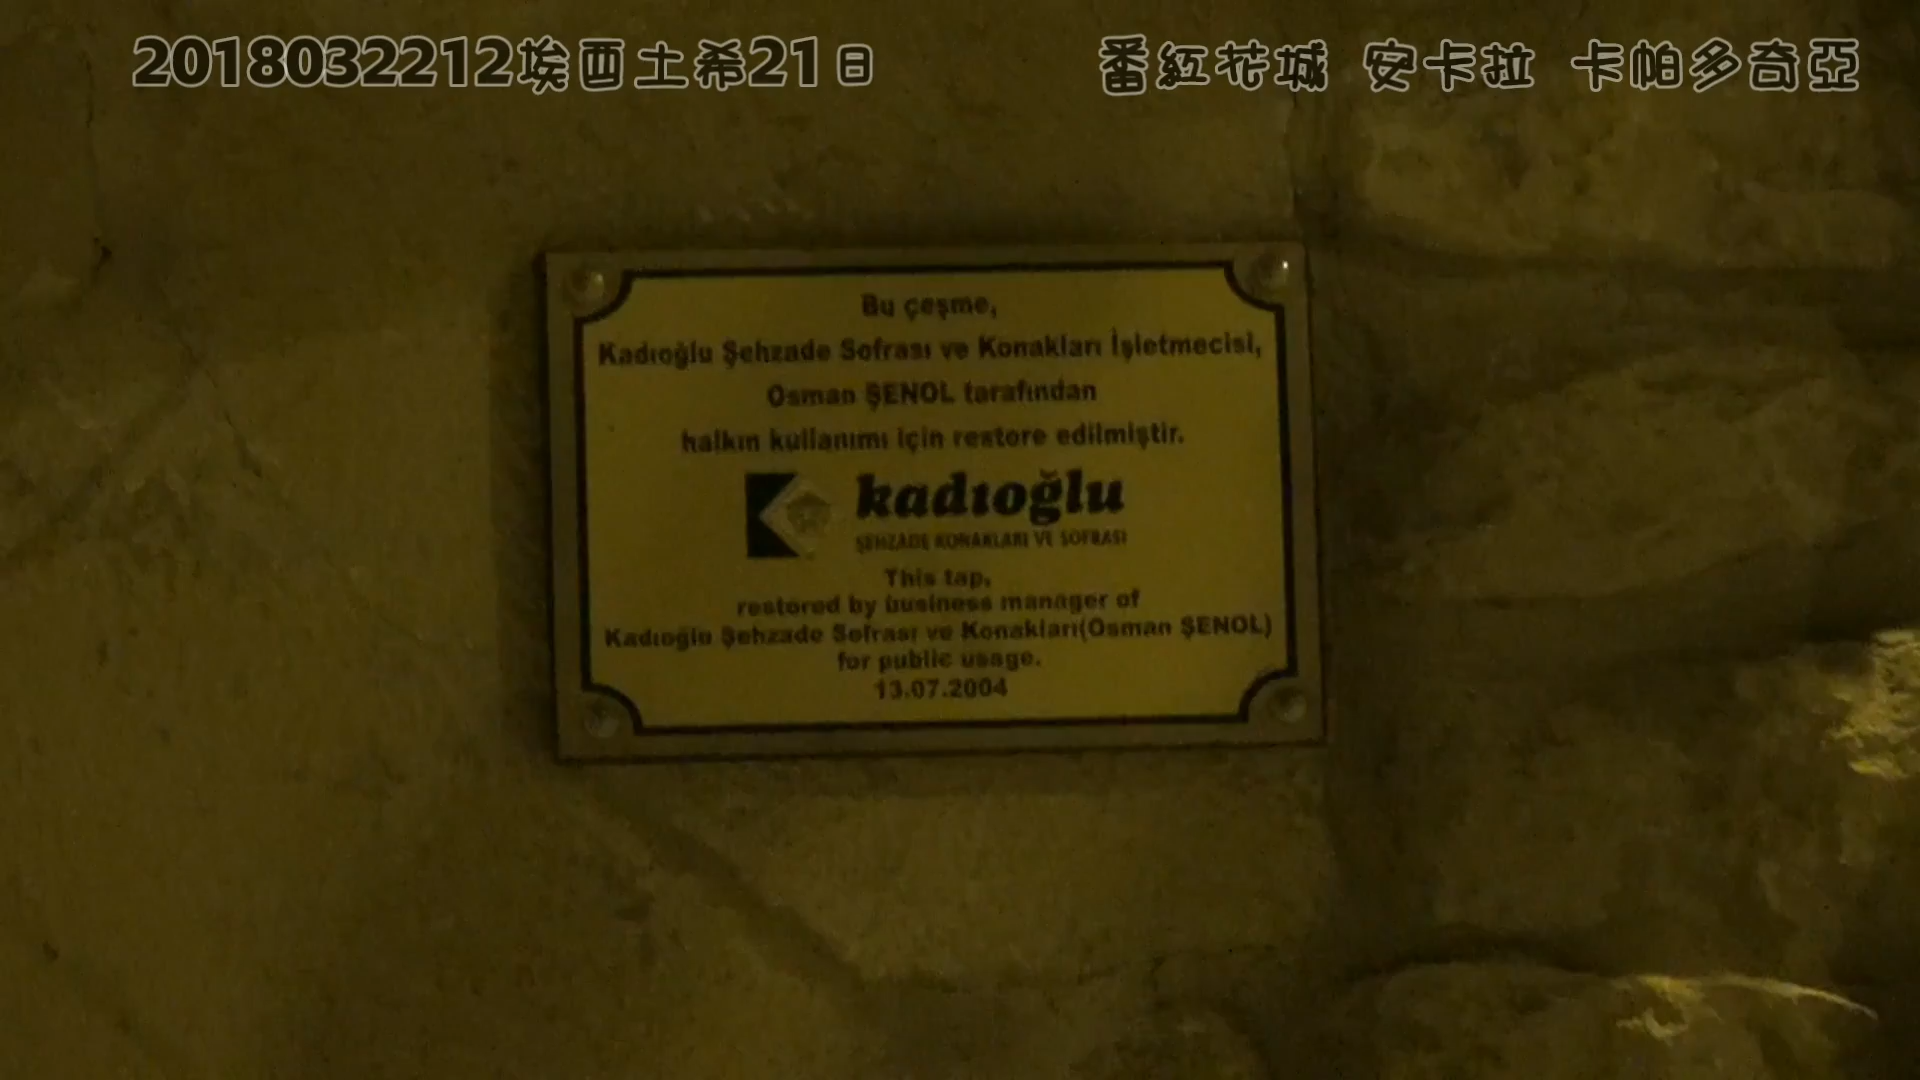 2018032212埃西土希21日 番紅花城 安卡拉 卡帕多奇亞
Bu çeşme,
Kadıoğlu Şehzade Sofrası ve Konakları İşletmecisi,
Osman ŞENOL tarafından
halkın kullanımı için restore edilmiştir.
kadıoğlu
ŞEHZADE KONAKLARI VE SOFRASI
This tap,
restored by business manager of
Kadıoğlu Şehzade Sofrası ve Konakları(Osman ŞENOL)
for public usage.
13.07.2004